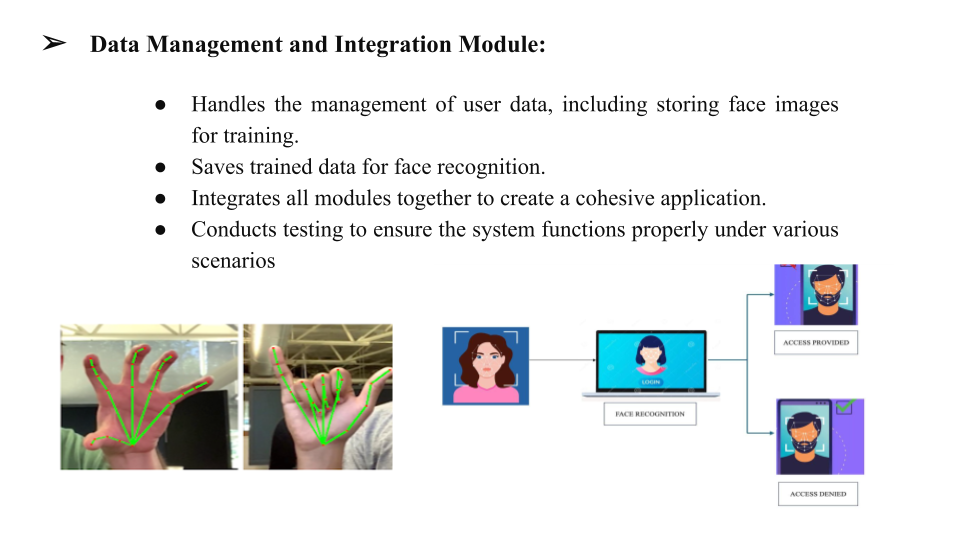 ➢ Data Management and Integration Module:
● Handles the management of user data, including storing face images
for training.
● Saves trained data for face recognition.
● Integrates all modules together to create a cohesive application.
● Conducts testing to ensure the system functions properly under various
scenarios
ACCESS PROVIDED
LOGIN
FACE RECOGNITION
ACCESS DENIED